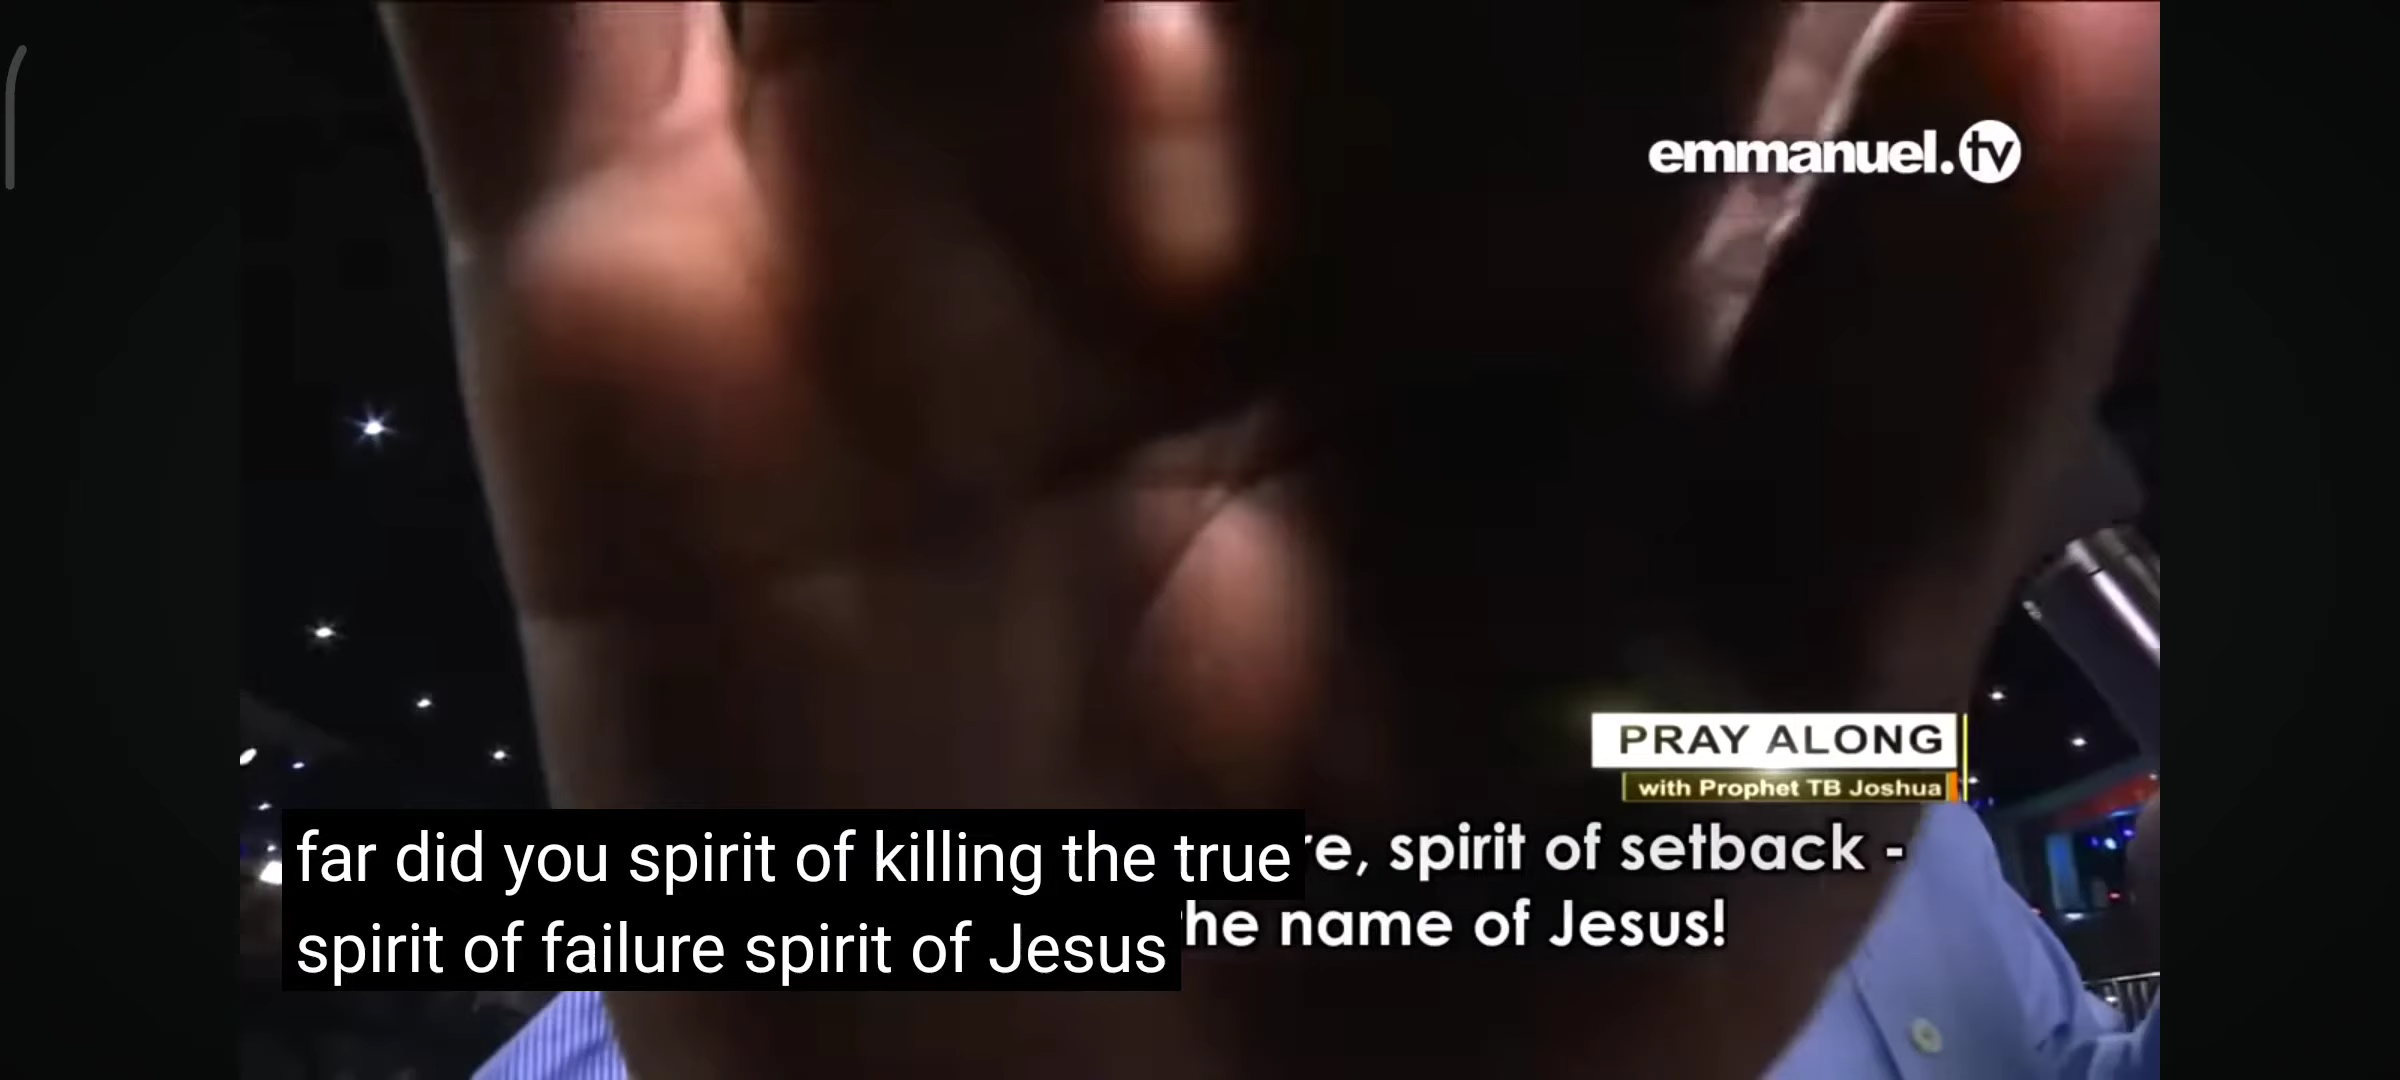 emmanuel.tv
PRAY ALONG
with Prophet TB Joshua
far did you spirit of killing the true
spirit of failure spirit of Jesus
spirit of setback -
name of Jesus!